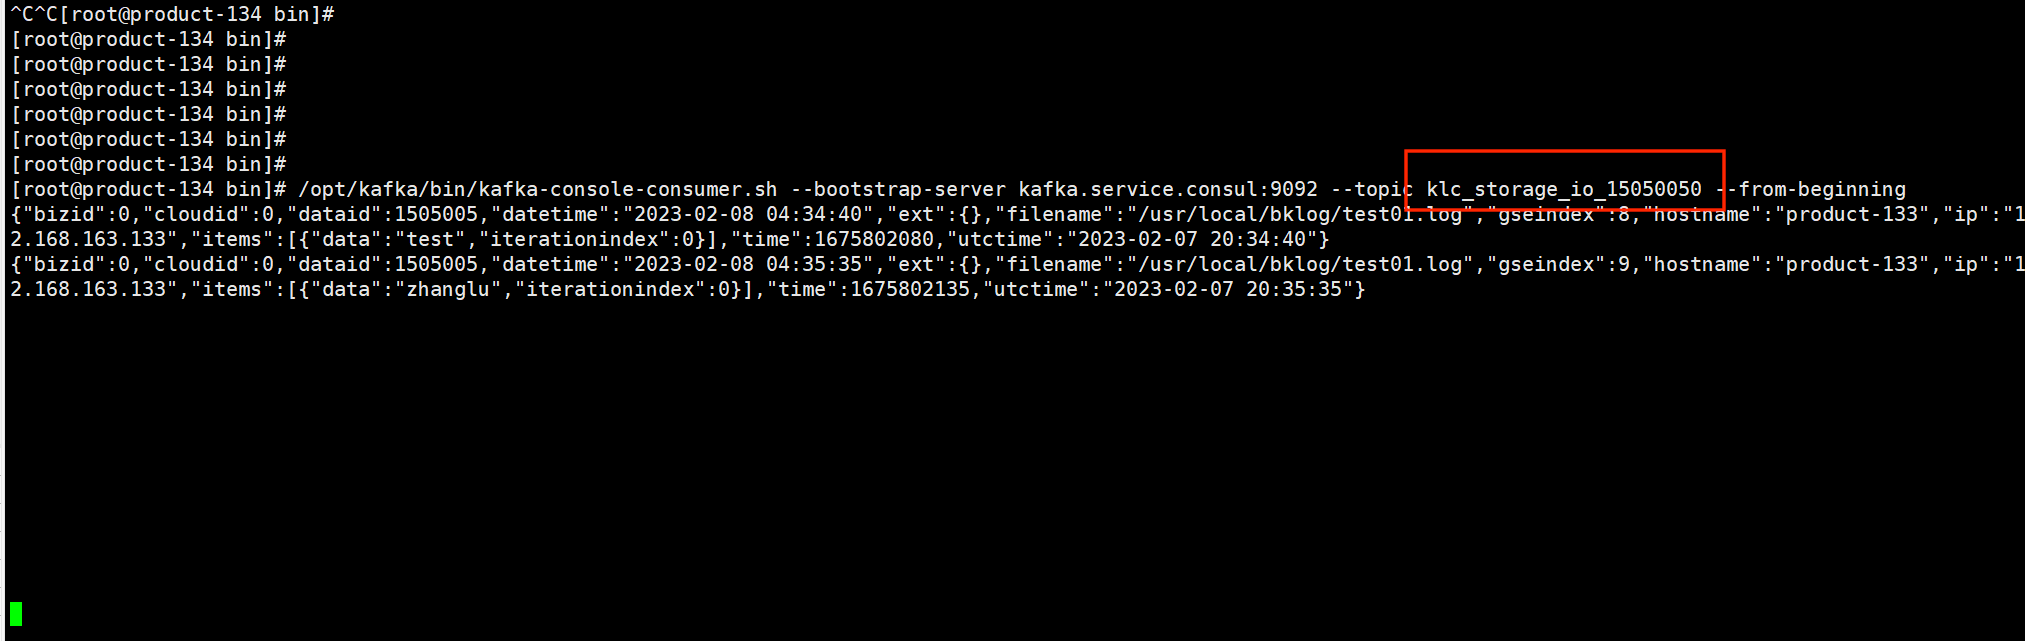 ^C^C[root@product-134 bin]#
[root@product-134 bin]#
[root@product-134 bin]#
[root@product-134 bin]#
[root@product-134 bin]#
[root@product-134 bin]#
[root@product-134 bin]#
[root@product-134 bin]# /opt/kafka/bin/kafka-console-consumer.sh --bootstrap-server kafka.service.consul:9092 --topic klc_storage_io_15050050 --from-beginning
{"bizid":0,"cloudid":0,"dataid":1505005,"datetime":"2023-02-08 04:34:40","ext":{},"filename":"/usr/local/bklog/test01.log","gseindex":8,"hostname":"product-133","ip":"1
2.168.163.133","items":[{"data":"test","iterationindex":0}],"time":1675802080,"utctime":"2023-02-07 20:34:40"}
{"bizid":0,"cloudid":0,"dataid":1505005,"datetime":"2023-02-08 04:35:35","ext":{},"filename":"/usr/local/bklog/test01.log","gseindex":9,"hostname":"product-133","ip":"1
2.168.163.133","items":[{"data":"zhanglu","iterationindex":0}],"time":1675802135,"utctime":"2023-02-07 20:35:35"}